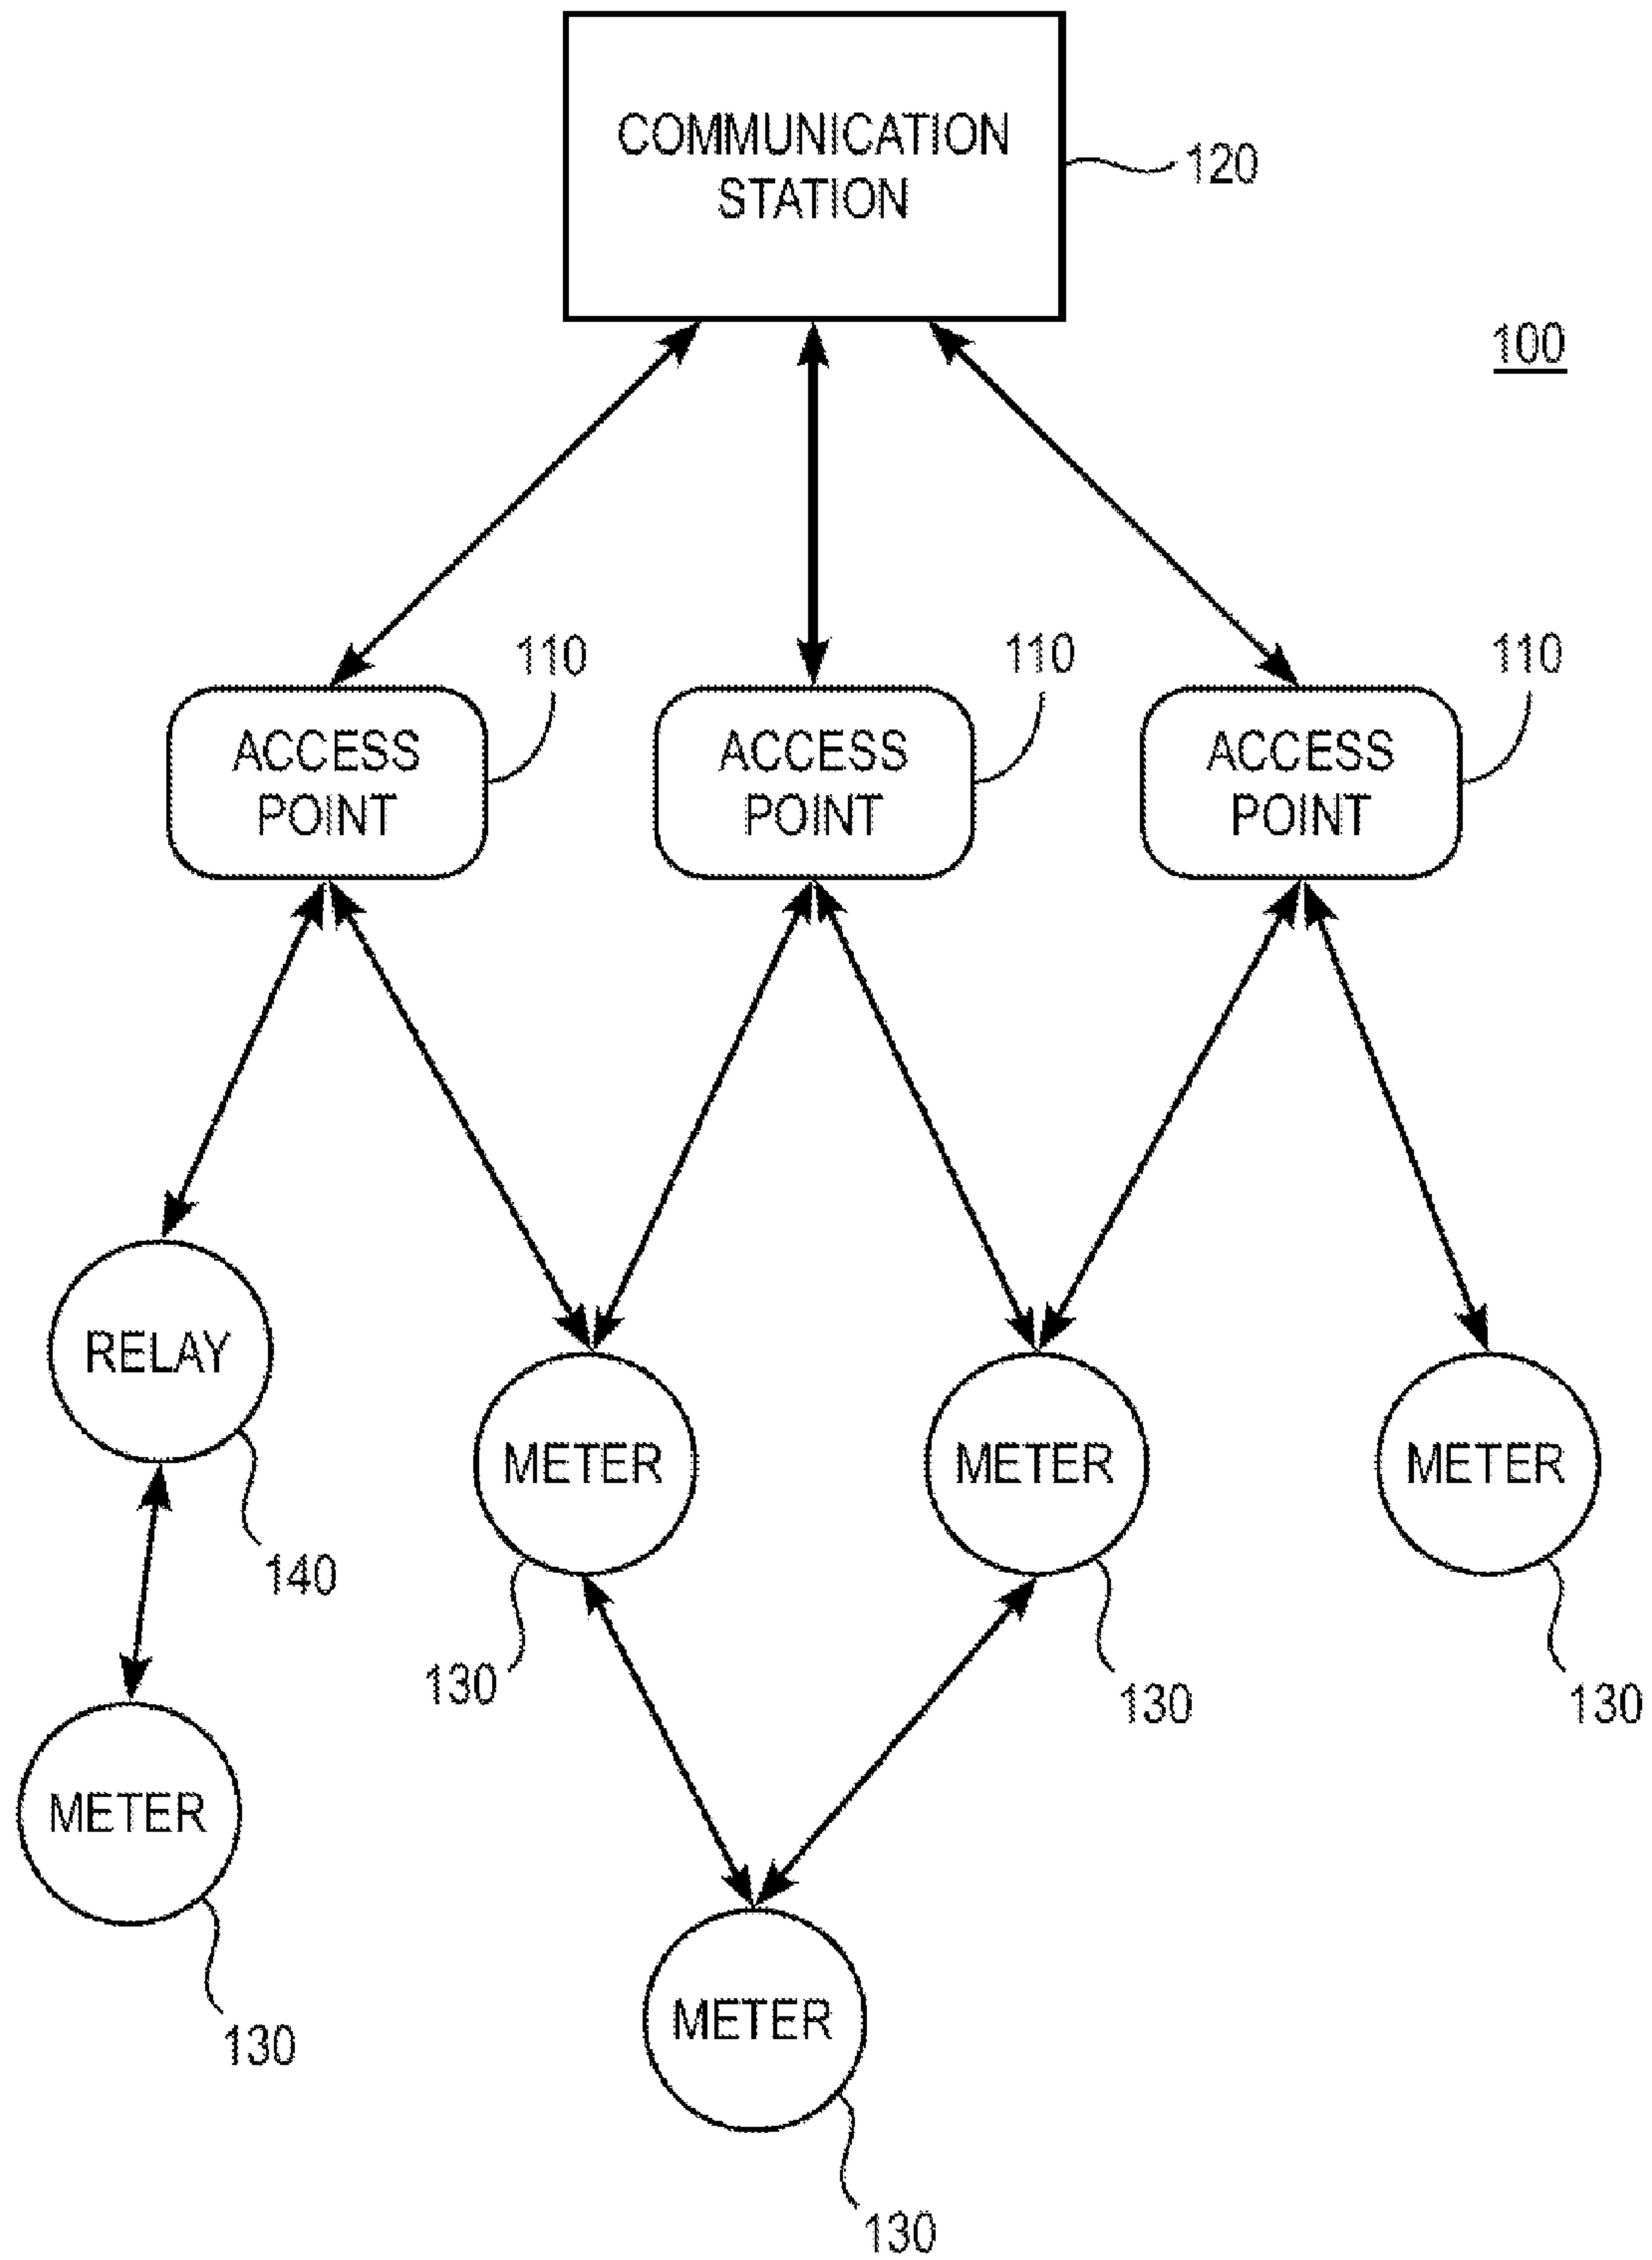 COMMUNICATION
STATION
120
100
110
110
110
ACCESS
POINT
ACCESS
POINT
ACCESS
POINT
RELAY
METER
METER
METER
140
130
130
130
METER
130
METER
130